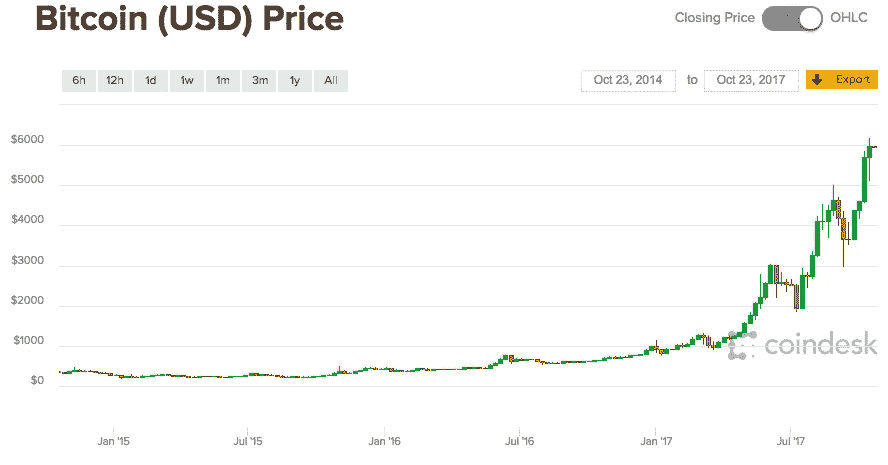 Bitcoin (USD) Price
Closing Price OHLC
6h 12h 1d 1w 1m 3m 1y All
Oct 23, 2014 to Oct 23, 2017 Export
$6000
$5000
$4000
$3000
$2000
$1000
coindesk
$0
Jan '15 Jul '15 Jan '16 Jul '16 Jan '17 Jul '17